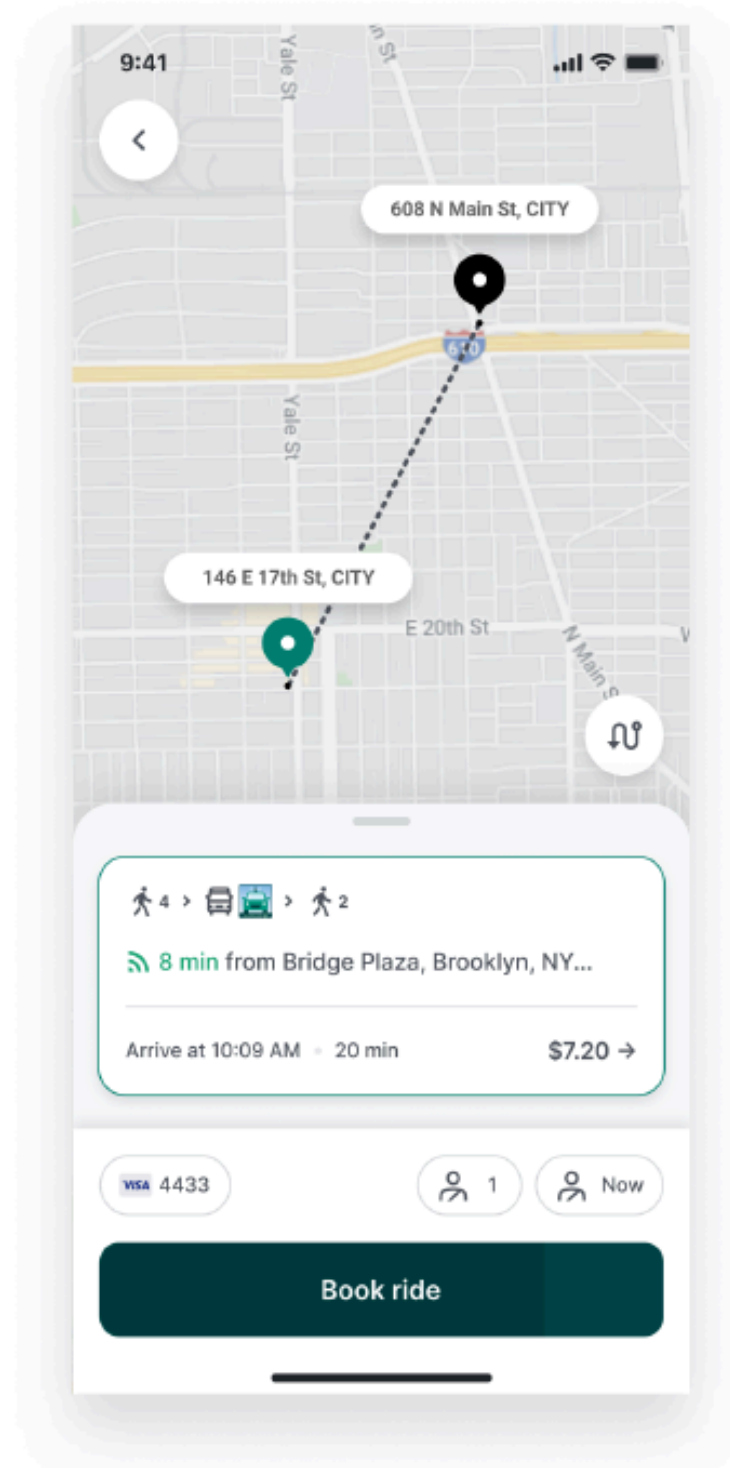 9:41
Yale St
n St
608 N Main St, CITY
610
Yale St
146 E 17th St, CITY
E 20th St
N Main S
4 > > 2
8 min from Bridge Plaza, Brooklyn, NY...
Arrive at 10:09 AM 20 min $7.20 →
VISA 4433 1 Now
Book ride